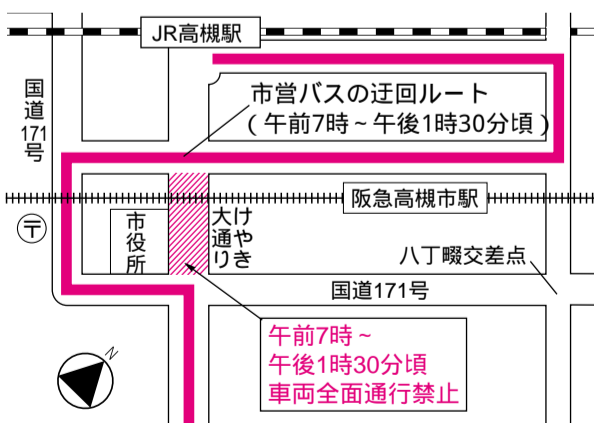 JR高槻駅
国道171号
市営バスの迂回ルート
（午前7時～午後1時30分頃）
阪急高槻市駅
〒
市役所
けやき
大通り
八丁畷交差点
国道171号
午前7時～
午後1時30分頃
車両全面通行禁止
N